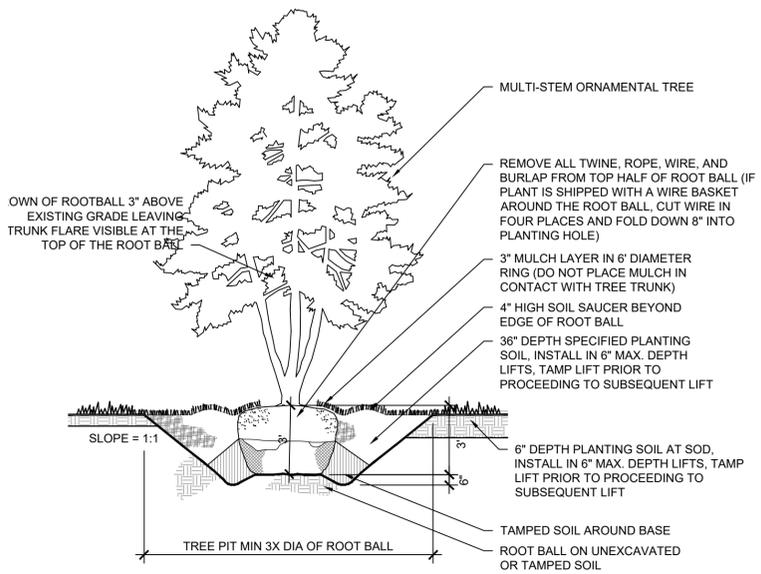 MULTI-STEM ORNAMENTAL TREE
REMOVE ALL TWINE, ROPE, WIRE, AND
BURLAP FROM TOP HALF OF ROOT BALL (IF
PLANT IS SHIPPED WITH A WIRE BASKET
AROUND THE ROOT BALL, CUT WIRE IN
FOUR PLACES AND FOLD DOWN 8" INTO
PLANTING HOLE)
OWN OF ROOTBALL 3" ABOVE
EXISTING GRADE LEAVING
TRUNK FLARE VISIBLE AT THE
TOP OF THE ROOT BALL
3" MULCH LAYER IN 6' DIAMETER
RING (DO NOT PLACE MULCH IN
CONTACT WITH TREE TRUNK)
4" HIGH SOIL SAUCER BEYOND
EDGE OF ROOT BALL
36" DEPTH SPECIFIED PLANTING
SOIL, INSTALL IN 6" MAX. DEPTH
LIFTS, TAMP LIFT PRIOR TO
PROCEEDING TO SUBSEQUENT LIFT
SLOPE = 1:1
3'
3'
6"
6" DEPTH PLANTING SOIL AT SOD,
INSTALL IN 6" MAX. DEPTH LIFTS, TAMP
LIFT PRIOR TO PROCEEDING TO
SUBSEQUENT LIFT
TAMPED SOIL AROUND BASE
TREE PIT MIN 3X DIA OF ROOT BALL
ROOT BALL ON UNEXCAVATED
OR TAMPED SOIL